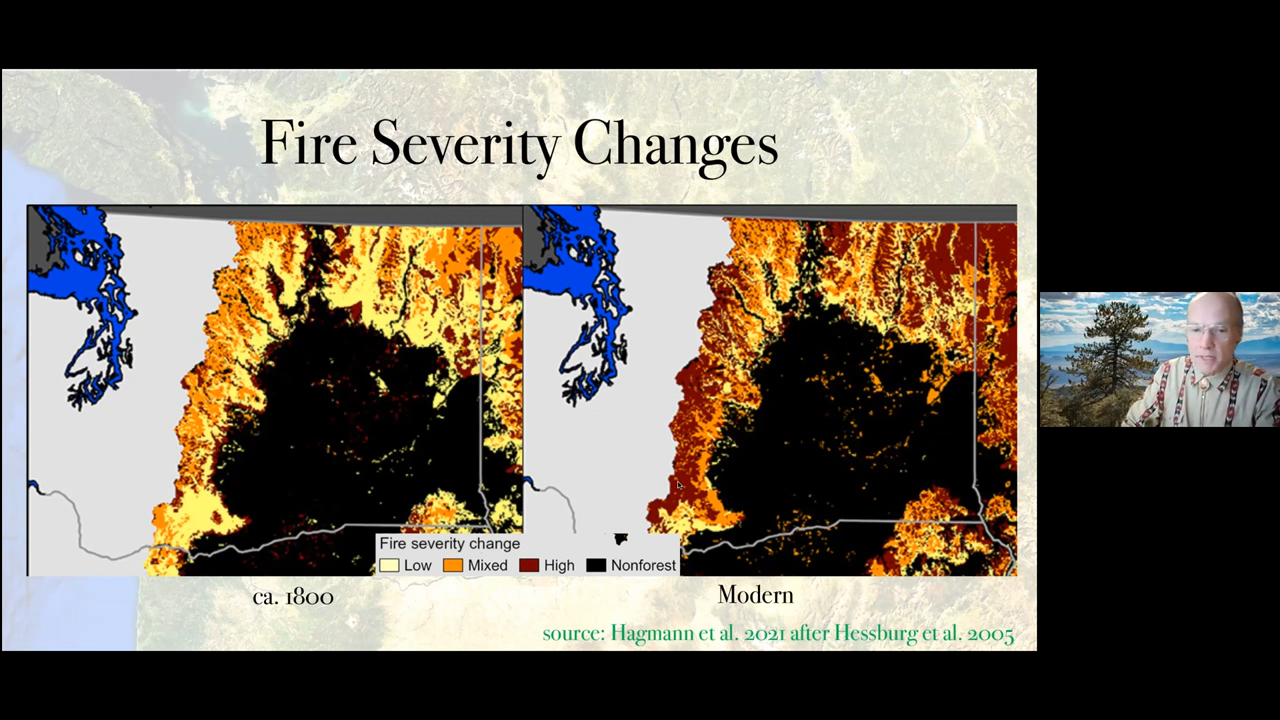 Fire Severity Changes
Fire severity change
Low Mixed High Nonforest
ca. 1800
Modern
source: Hagmann et al. 2021 after Hessburg et al. 2005